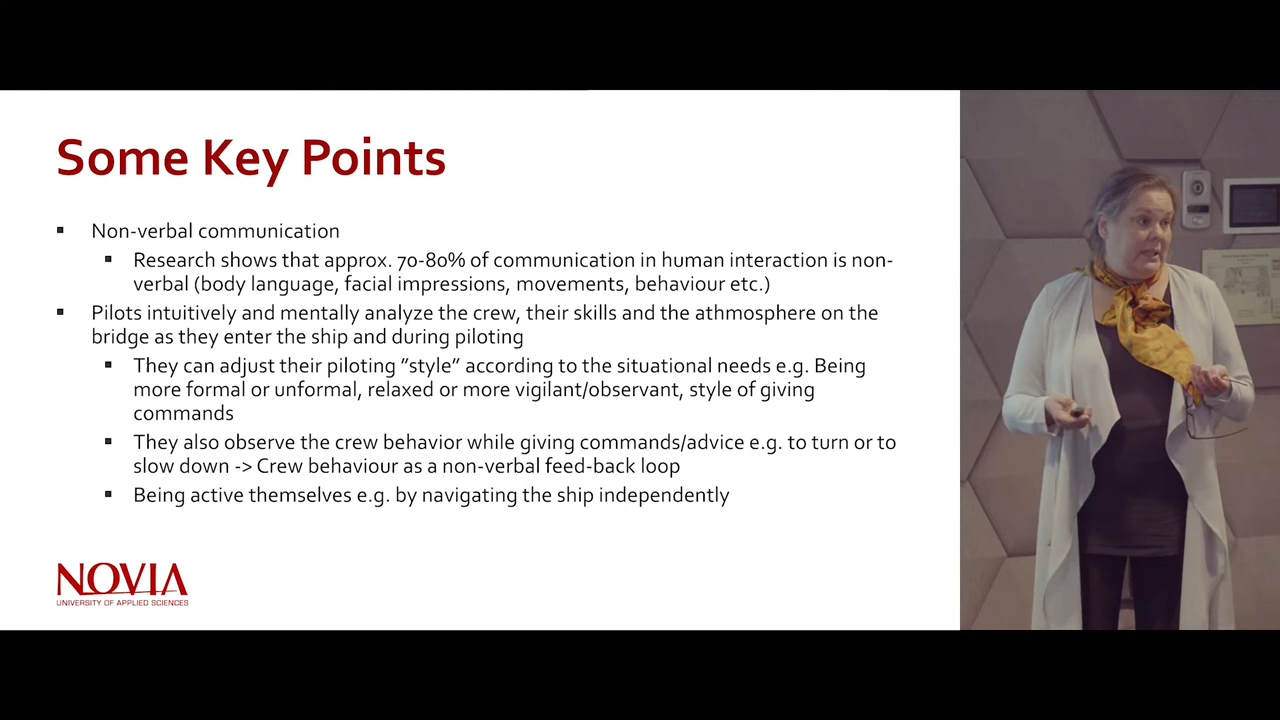 Some Key Points
▪ Non-verbal communication
▪ Research shows that approx. 70-80% of communication in human interaction is non-
verbal (body language, facial impressions, movements, behaviour etc.)
▪ Pilots intuitively and mentally analyze the crew, their skills and the athmosphere on the
bridge as they enter the ship and during piloting
▪ They can adjust their piloting ”style” according to the situational needs e.g. Being
more formal or unformal, relaxed or more vigilant/observant, style of giving
commands
▪ They also observe the crew behavior while giving commands/advice e.g. to turn or to
slow down -> Crew behaviour as a non-verbal feed-back loop
▪ Being active themselves e.g. by navigating the ship independently
NOVIA
UNIVERSITY OF APPLIED SCIENCES